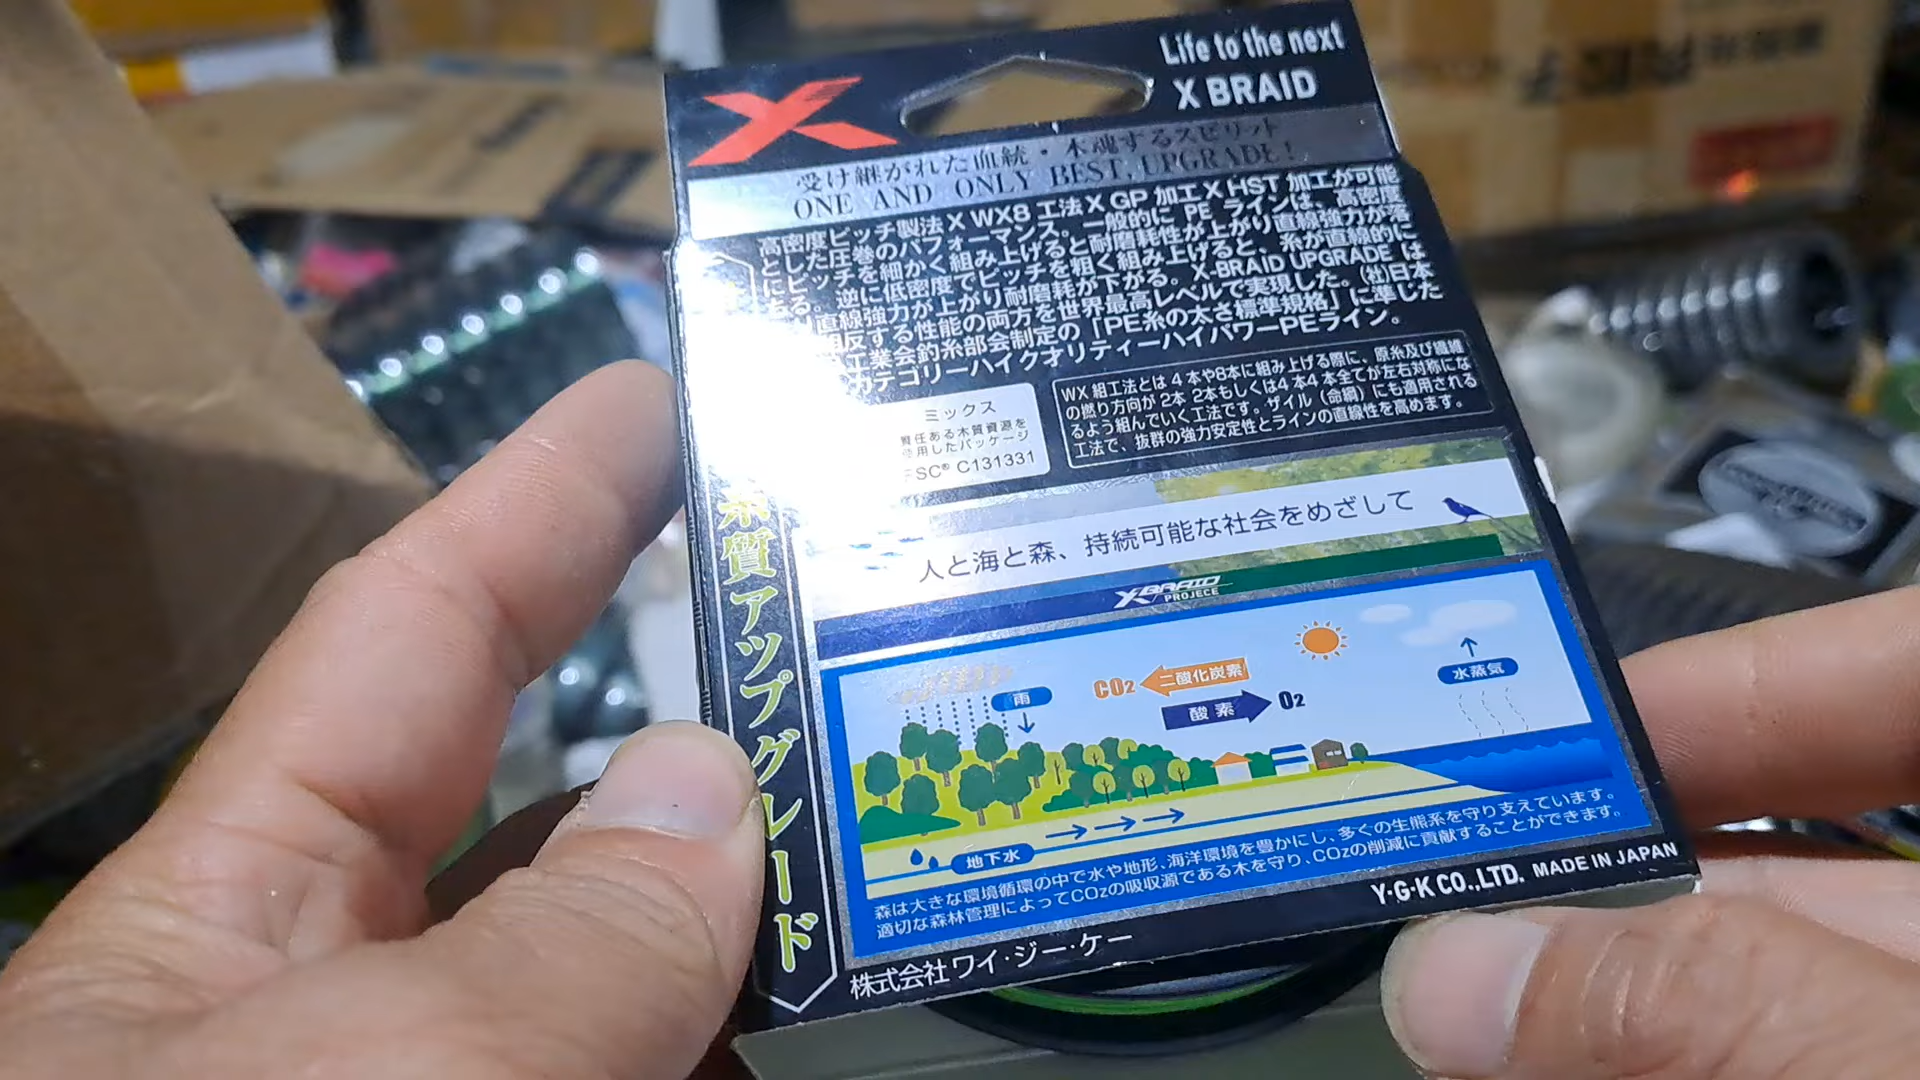 Life to the next
X BRAID
受け継がれた血統・木魂するスピリット
ONE AND ONLY BEST, UPGRADE!
高密度ピッチ製法 X WX8 工法 X GP 加工 X HST 加工が可能
とした圧巻のパフォーマンス。一般的に PE ラインは、高密度
にピッチを細かく組み上げると耐磨耗性が上がり直線強力が落
ちる。逆に低密度でピッチを粗く組み上げると、糸が直線的に
直線強力が上がり耐磨耗が下がる。X-BRAID UPGRADE は
相反する性能の両方を世界最高レベルで実現した。(社)日本
工業会釣糸部会制定の「PE糸の太さ標準規格」に準じた
カテゴリーハイクオリティーハイパワーPEライン。
ミックス
責任ある木質資源を
使用したパッケージ
FSC® C131331
WX 組工法とは 4 本や8本に組み上げる際に、原糸及び繊維
の撚り方向が 2本 2本もしくは4 本4 本全てが左右対称にな
るよう組んでいく工法です。ザイル（命綱）にも適用される
工法で、抜群の強力安定性とラインの直線性を高めます。
糸質アップグレード
人と海と森、持続可能な社会をめざして
XBRAID
PROJECE
雨
CO2
二酸化炭素
酸素
O2
水蒸気
地下水
森は大きな環境循環の中で水や地形、海洋環境を豊かにし、多くの生態系を守り支えています。
適切な森林管理によってCO2の吸収源である木を守り、CO2の削減に貢献することができます。
Y·G·K CO.,LTD. MADE IN JAPAN
株式会社 ワイ・ジー・ケー